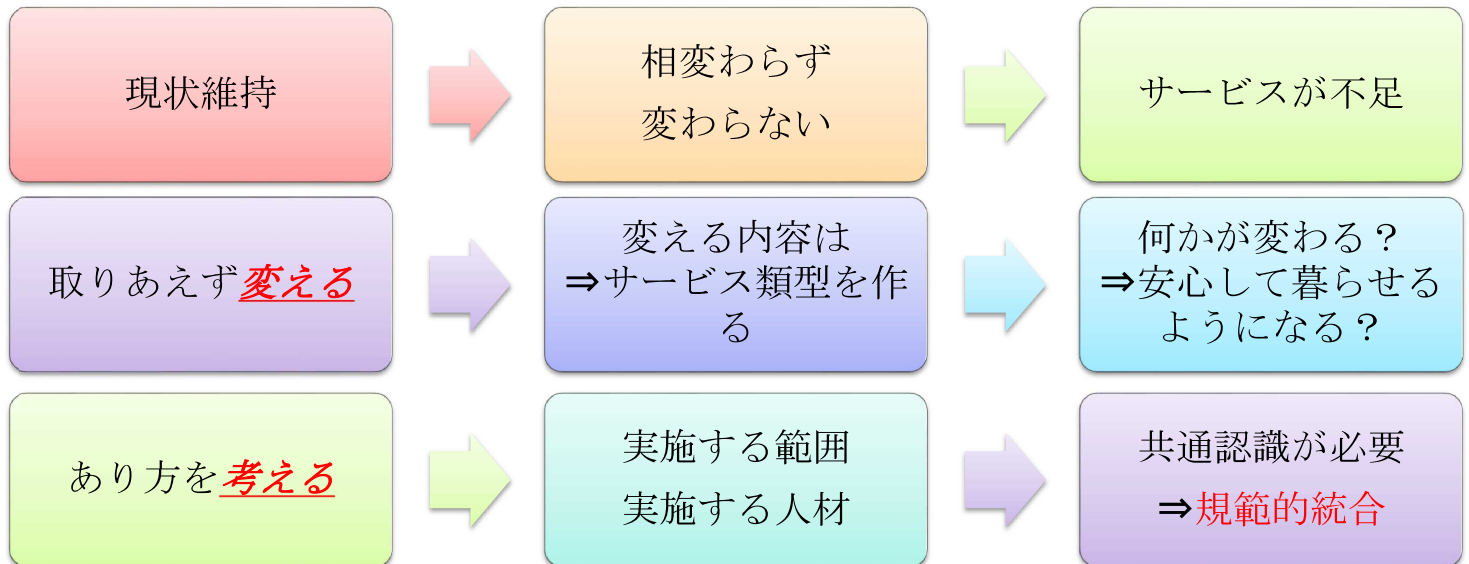 現状維持
相変わらず
変わらない
サービスが不足
取りあえず変える
変える内容は
⇒サービス類型を作
る
何かが変わる？
⇒安心して暮らせる
ようになる？
あり方を考える
実施する範囲
実施する人材
共通認識が必要
⇒規範的統合